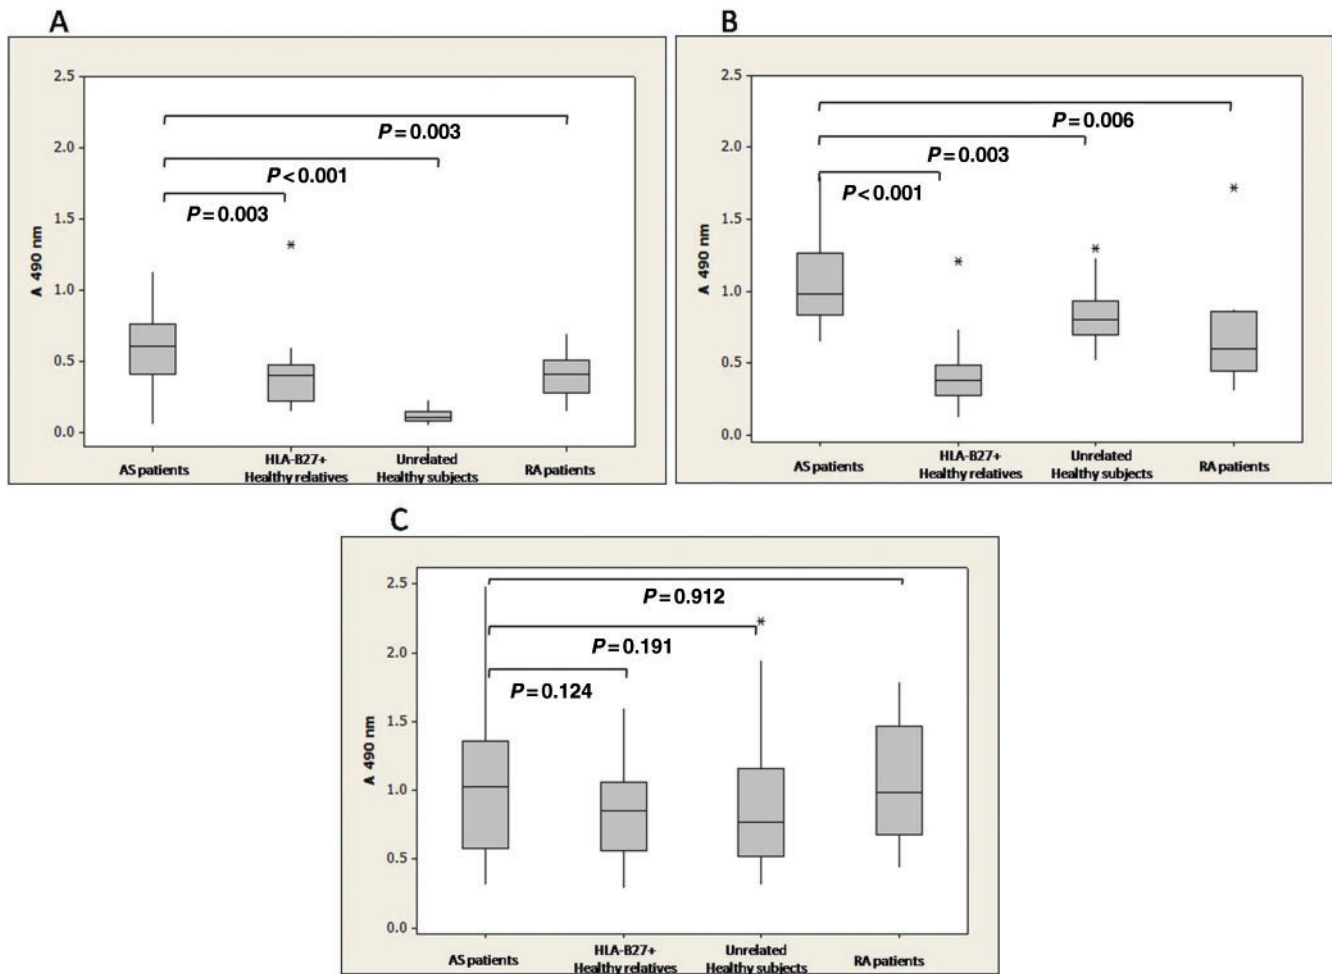 A
2.5
2.0
1.5
1.0
0.5
0.0
A 490 nm
P = 0.003
P < 0.001
P = 0.003
*
AS patients
HLA-B27+
Healthy relatives
Unrelated
Healthy subjects
RA patients
B
2.5
2.0
1.5
1.0
0.5
0.0
A 490 nm
P = 0.006
P = 0.003
P < 0.001
*
*
*
AS patients
HLA-B27+
Healthy relatives
Unrelated
Healthy subjects
RA patients
C
2.5
2.0
1.5
1.0
0.5
0.0
A 490 nm
P = 0.912
P = 0.191
P = 0.124
*
AS patients
HLA-B27+
Healthy relatives
Unrelated
Healthy subjects
RA patients